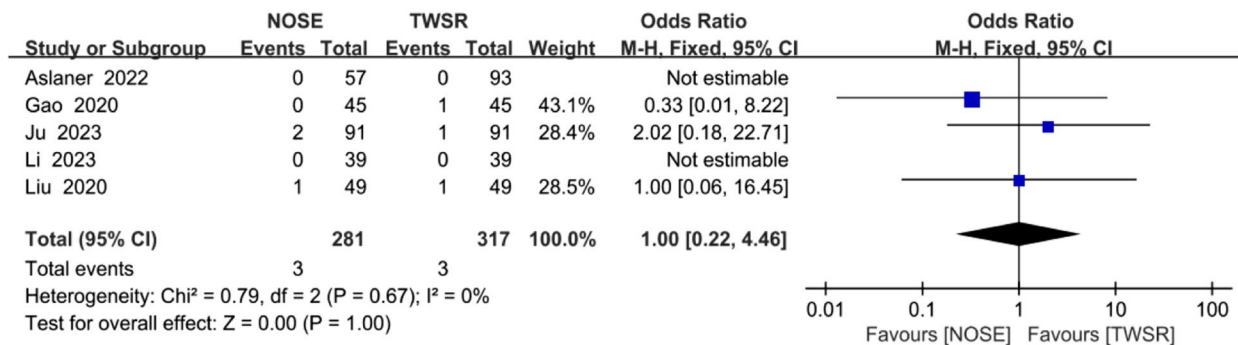 NOSE TWSR Odds Ratio Odds Ratio
Study or Subgroup Events Total Events Total Weight M-H, Fixed, 95% CI M-H, Fixed, 95% CI
Aslaner 2022 0 57 0 93 Not estimable
Gao 2020 0 45 1 45 43.1% 0.33 [0.01, 8.22]
Ju 2023 2 91 1 91 28.4% 2.02 [0.18, 22.71]
Li 2023 0 39 0 39 Not estimable
Liu 2020 1 49 1 49 28.5% 1.00 [0.06, 16.45]
Total (95% CI) 281 317 100.0% 1.00 [0.22, 4.46]
Total events 3 3
Heterogeneity: Chi² = 0.79, df = 2 (P = 0.67); I² = 0%
Test for overall effect: Z = 0.00 (P = 1.00)
0.01 0.1 1 10 100
Favours [NOSE] Favours [TWSR]